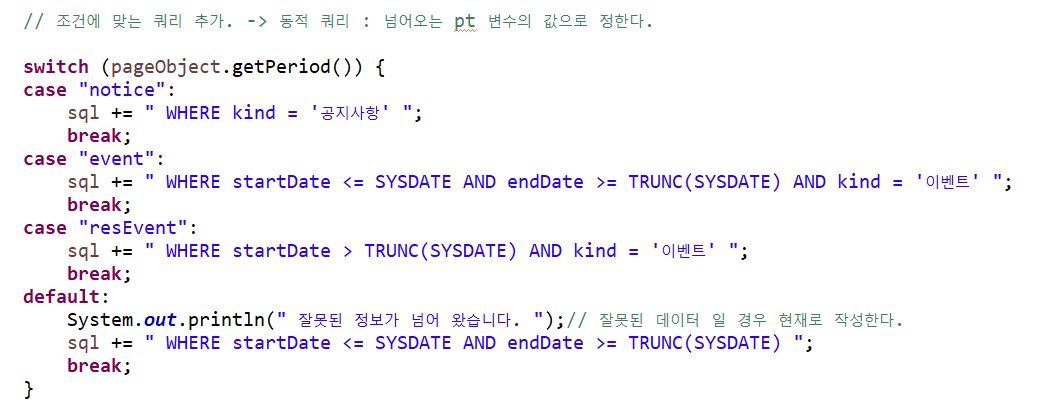 // 조건에 맞는 쿼리 추가. -> 동적 쿼리 : 넘어오는 pt 변수의 값으로 정한다.
switch (pageObject.getPeriod()) {
case "notice":
sql += " WHERE kind = '공지사항' ";
break;
case "event":
sql += " WHERE startDate <= SYSDATE AND endDate >= TRUNC(SYSDATE) AND kind = '이벤트' ";
break;
case "resEvent":
sql += " WHERE startDate > TRUNC(SYSDATE) AND kind = '이벤트' ";
break;
default:
System.out.println(" 잘못된 정보가 넘어 왔습니다. ");// 잘못된 데이터 일 경우 현재로 작성한다.
sql += " WHERE startDate <= SYSDATE AND endDate >= TRUNC(SYSDATE) ";
break;
}